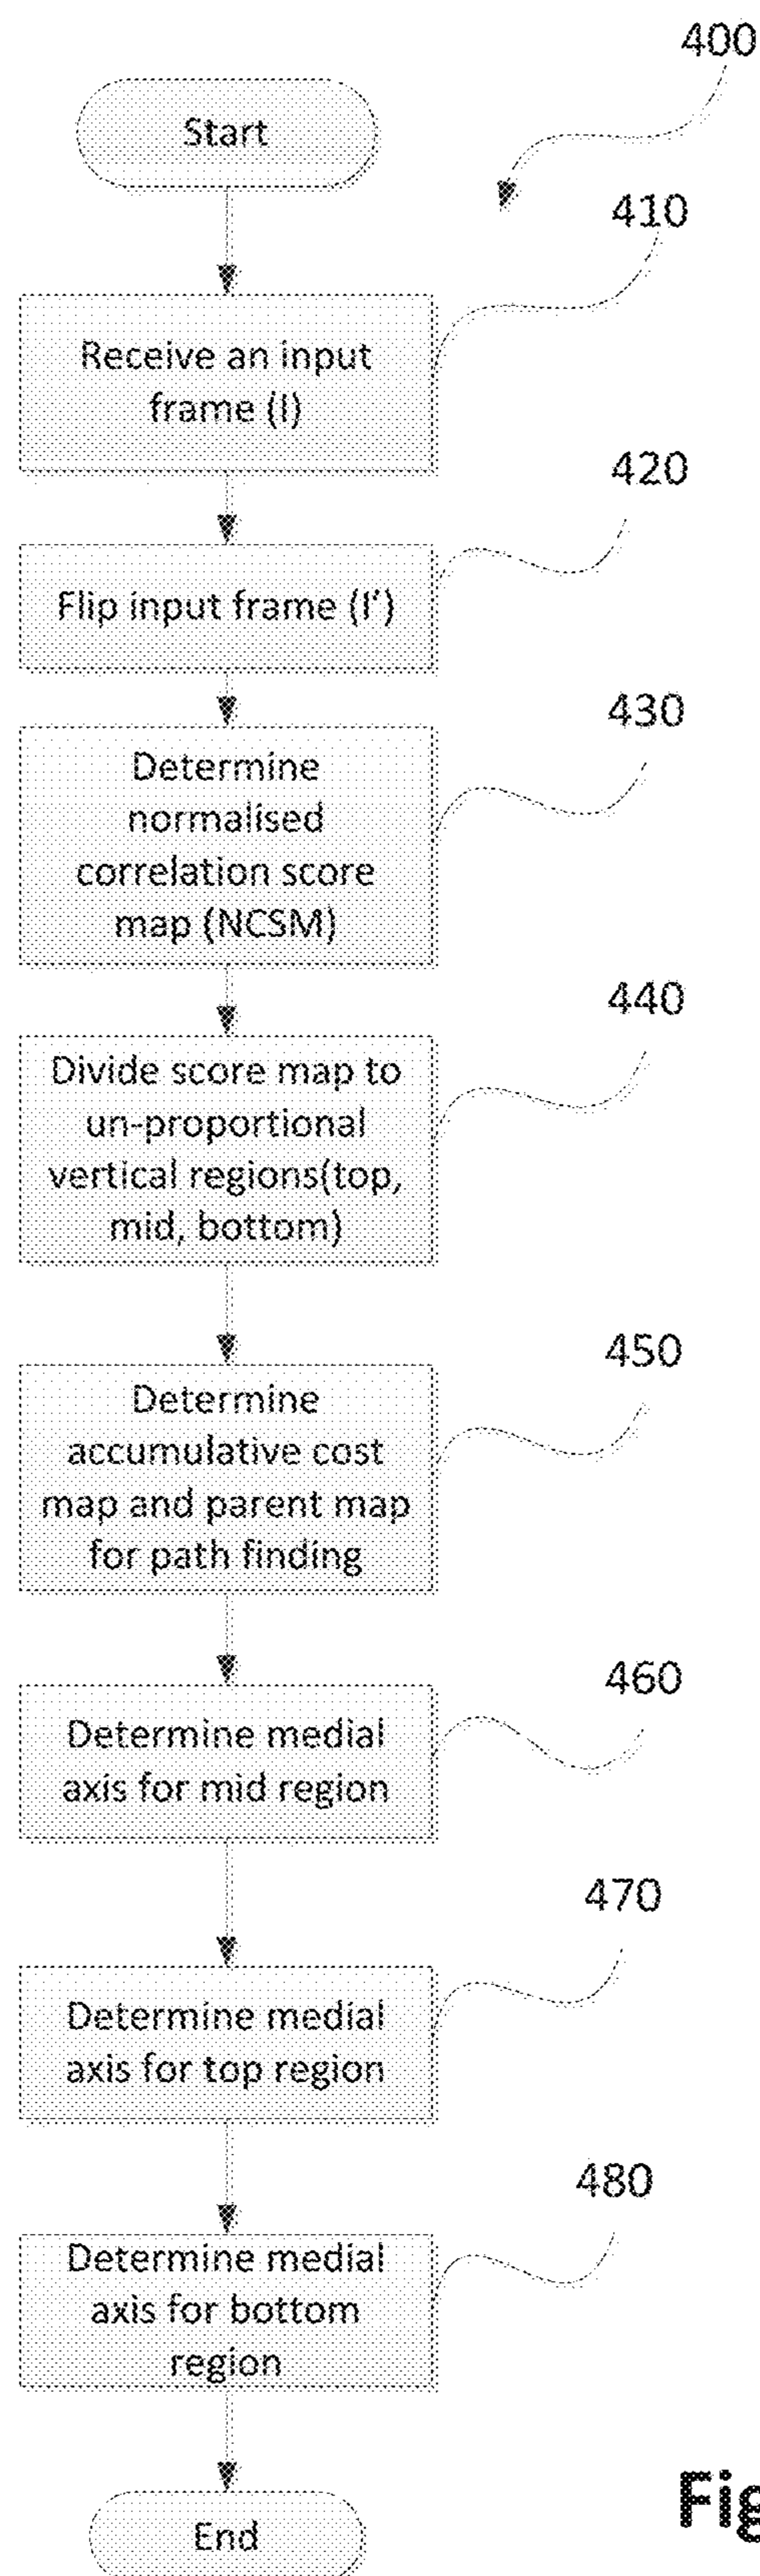 400
Start
410
Receive an input
frame (I)
420
Flip input frame (I')
430
Determine
normalised
correlation score
map (NCSM)
440
Divide score map to
un-proportional
vertical regions(top,
mid, bottom)
450
Determine
accumulative cost
map and parent map
for path finding
460
Determine medial
axis for mid region
470
Determine medial
axis for top region
480
Determine medial
axis for bottom
region
End
Fig